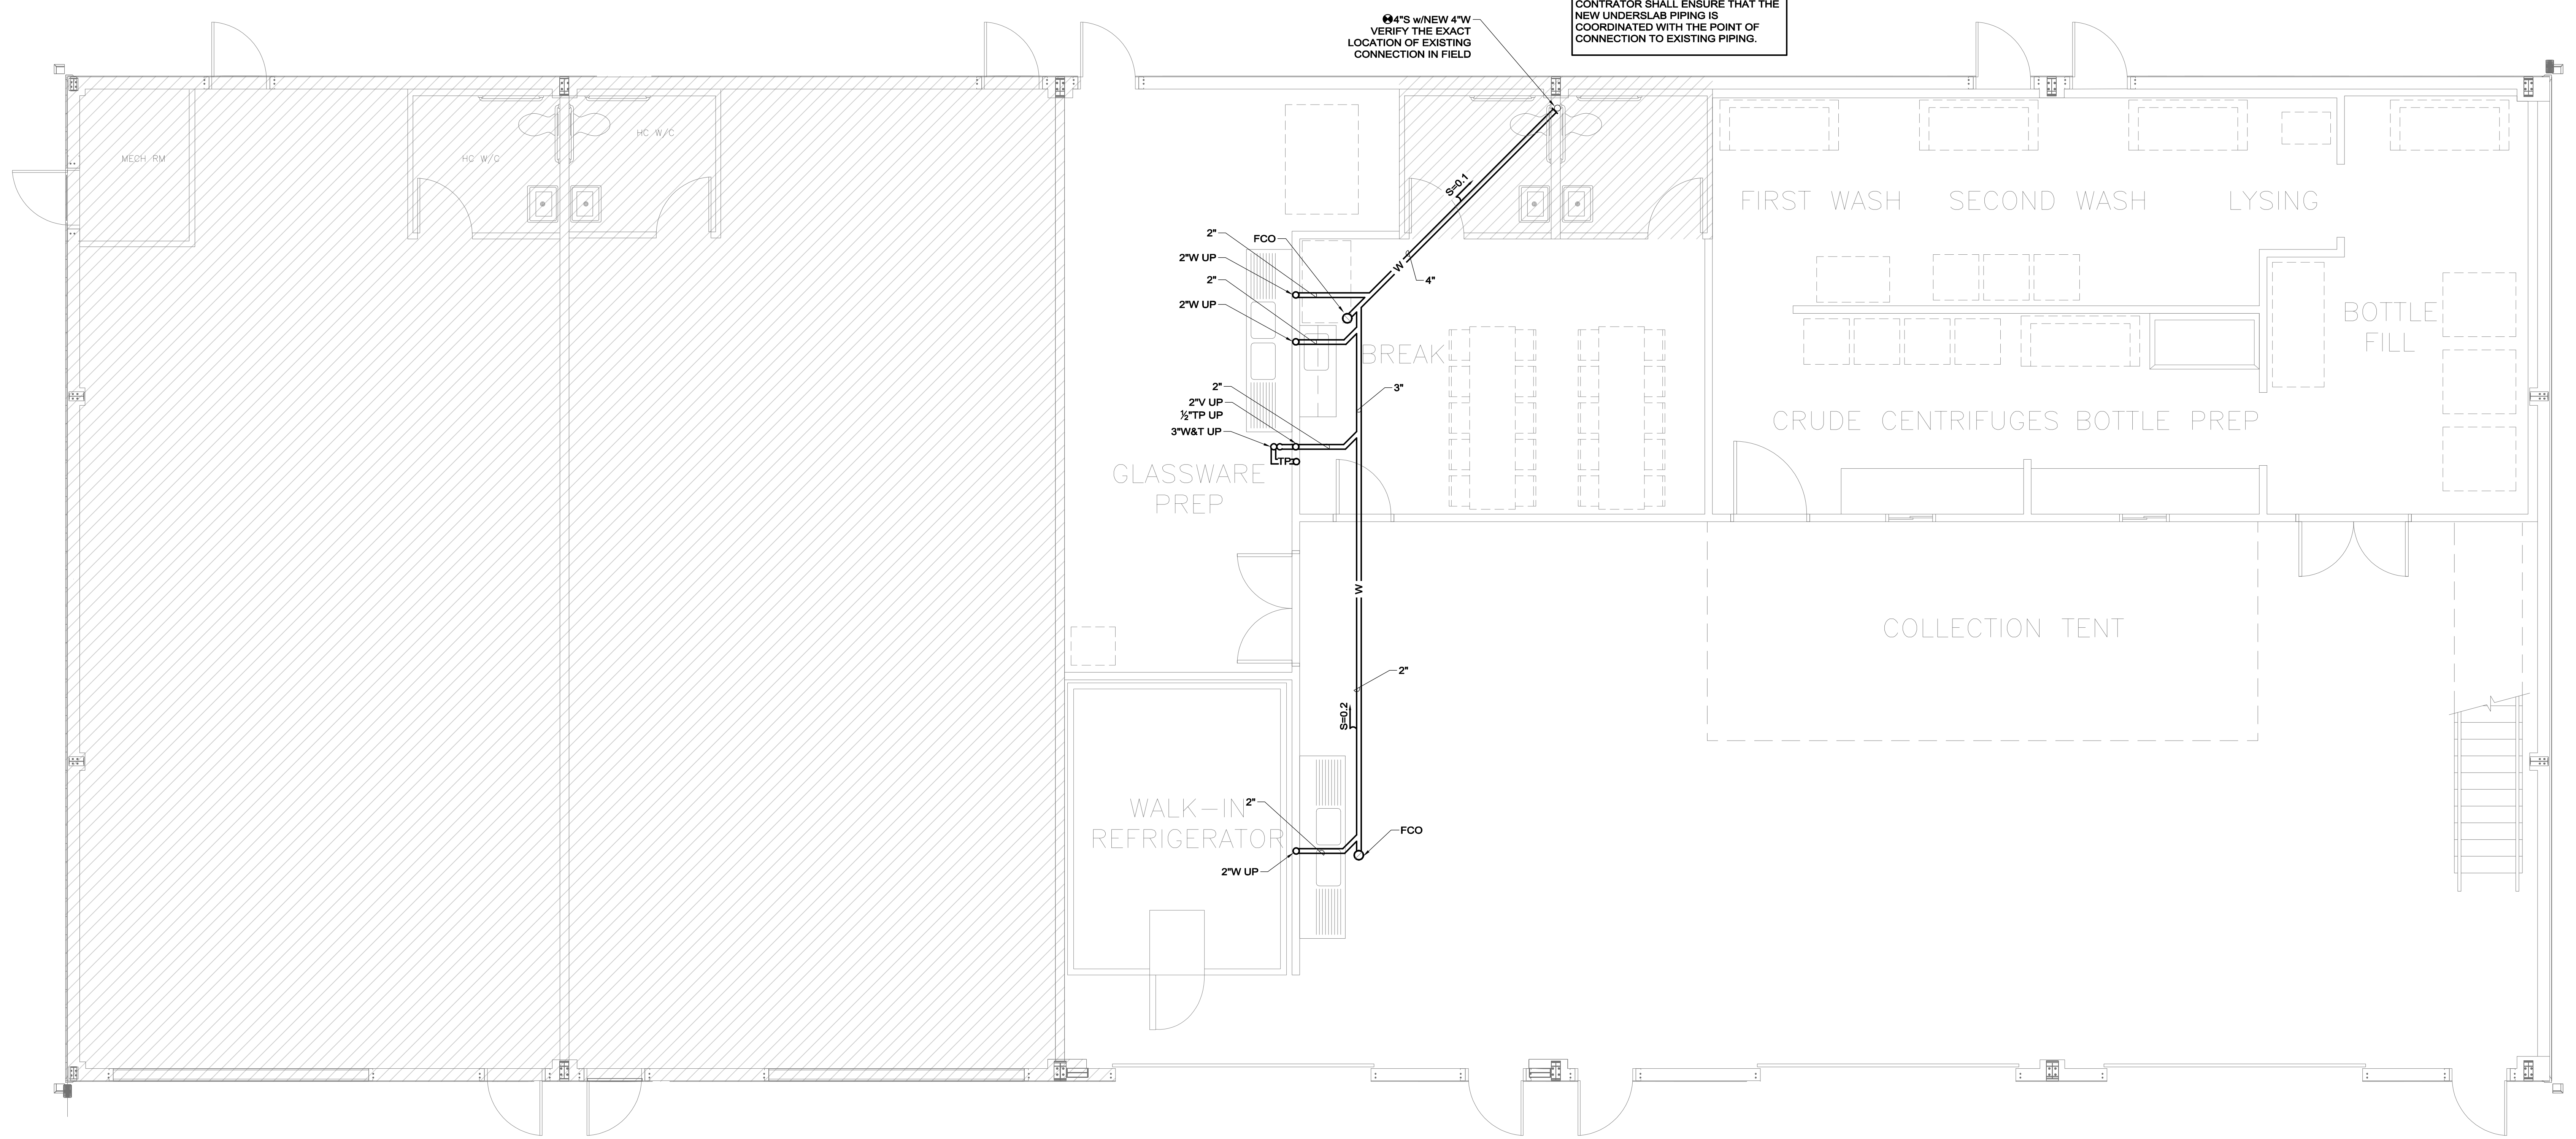 CONTRATOR SHALL ENSURE THAT THE
NEW UNDERSLAB PIPING IS
COORDINATED WITH THE POINT OF
CONNECTION TO EXISTING PIPING.
4"S w/NEW 4"W
VERIFY THE EXACT
LOCATION OF EXISTING
CONNECTION IN FIELD
MECH RM
HC W/C
HC W/C
S=0.1
FIRST WASH
SECOND WASH
LYSING
2"
FCO
2"W UP
W
4"
2"
2"W UP
BOTTLE
FILL
BREAK
2"
3"
2"V UP
½"TP UP
3"W&T UP
TP
CRUDE CENTRIFUGES
BOTTLE PREP
GLASSWARE
PREP
W
COLLECTION TENT
2"
S=0.2
WALK-IN
REFRIGERATOR
2"
FCO
2"W UP